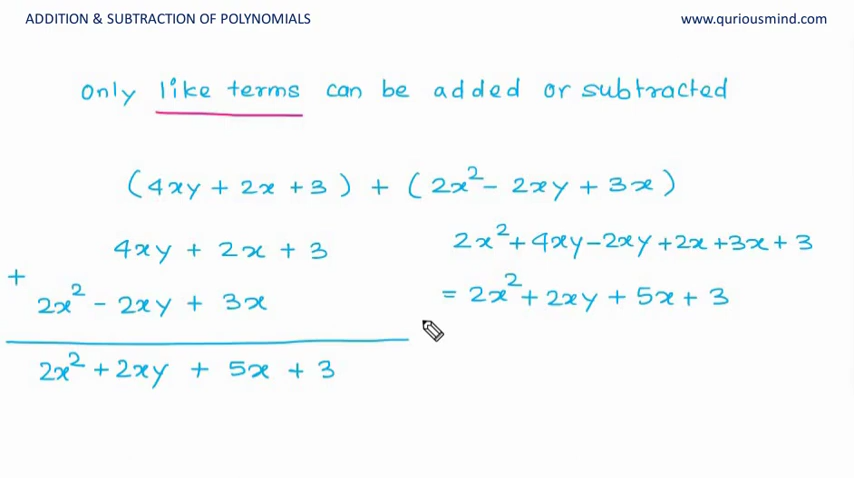 ADDITION & SUBTRACTION OF POLYNOMIALS
www.quriousmind.com
only like terms can be added or subtracted
(4xy + 2x + 3) + (2x² - 2xy + 3x)
4xy + 2x + 3
+
2x² - 2xy + 3x
2x² + 2xy + 5x + 3
2x² + 4xy - 2xy + 2x + 3x + 3
= 2x² + 2xy + 5x + 3